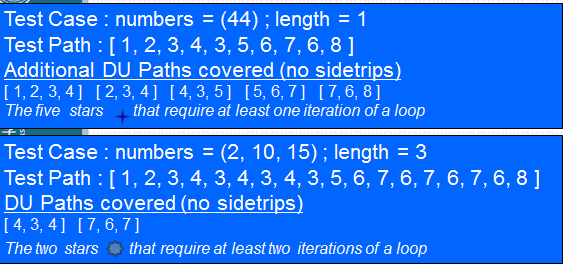 Test Case : numbers = (44) ; length = 1
Test Path : [ 1, 2, 3, 4, 3, 5, 6, 7, 6, 8 ]
Additional DU Paths covered (no sidetrips)
[ 1, 2, 3, 4 ] [ 2, 3, 4 ] [ 4, 3, 5 ] [ 5, 6, 7 ] [ 7, 6, 8 ]
The five stars that require at least one iteration of a loop
Test Case : numbers = (2, 10, 15) ; length = 3
Test Path : [ 1, 2, 3, 4, 3, 4, 3, 4, 3, 5, 6, 7, 6, 7, 6, 7, 6, 8 ]
DU Paths covered (no sidetrips)
[ 4, 3, 4 ] [ 7, 6, 7 ]
The two stars that require at least two iterations of a loop